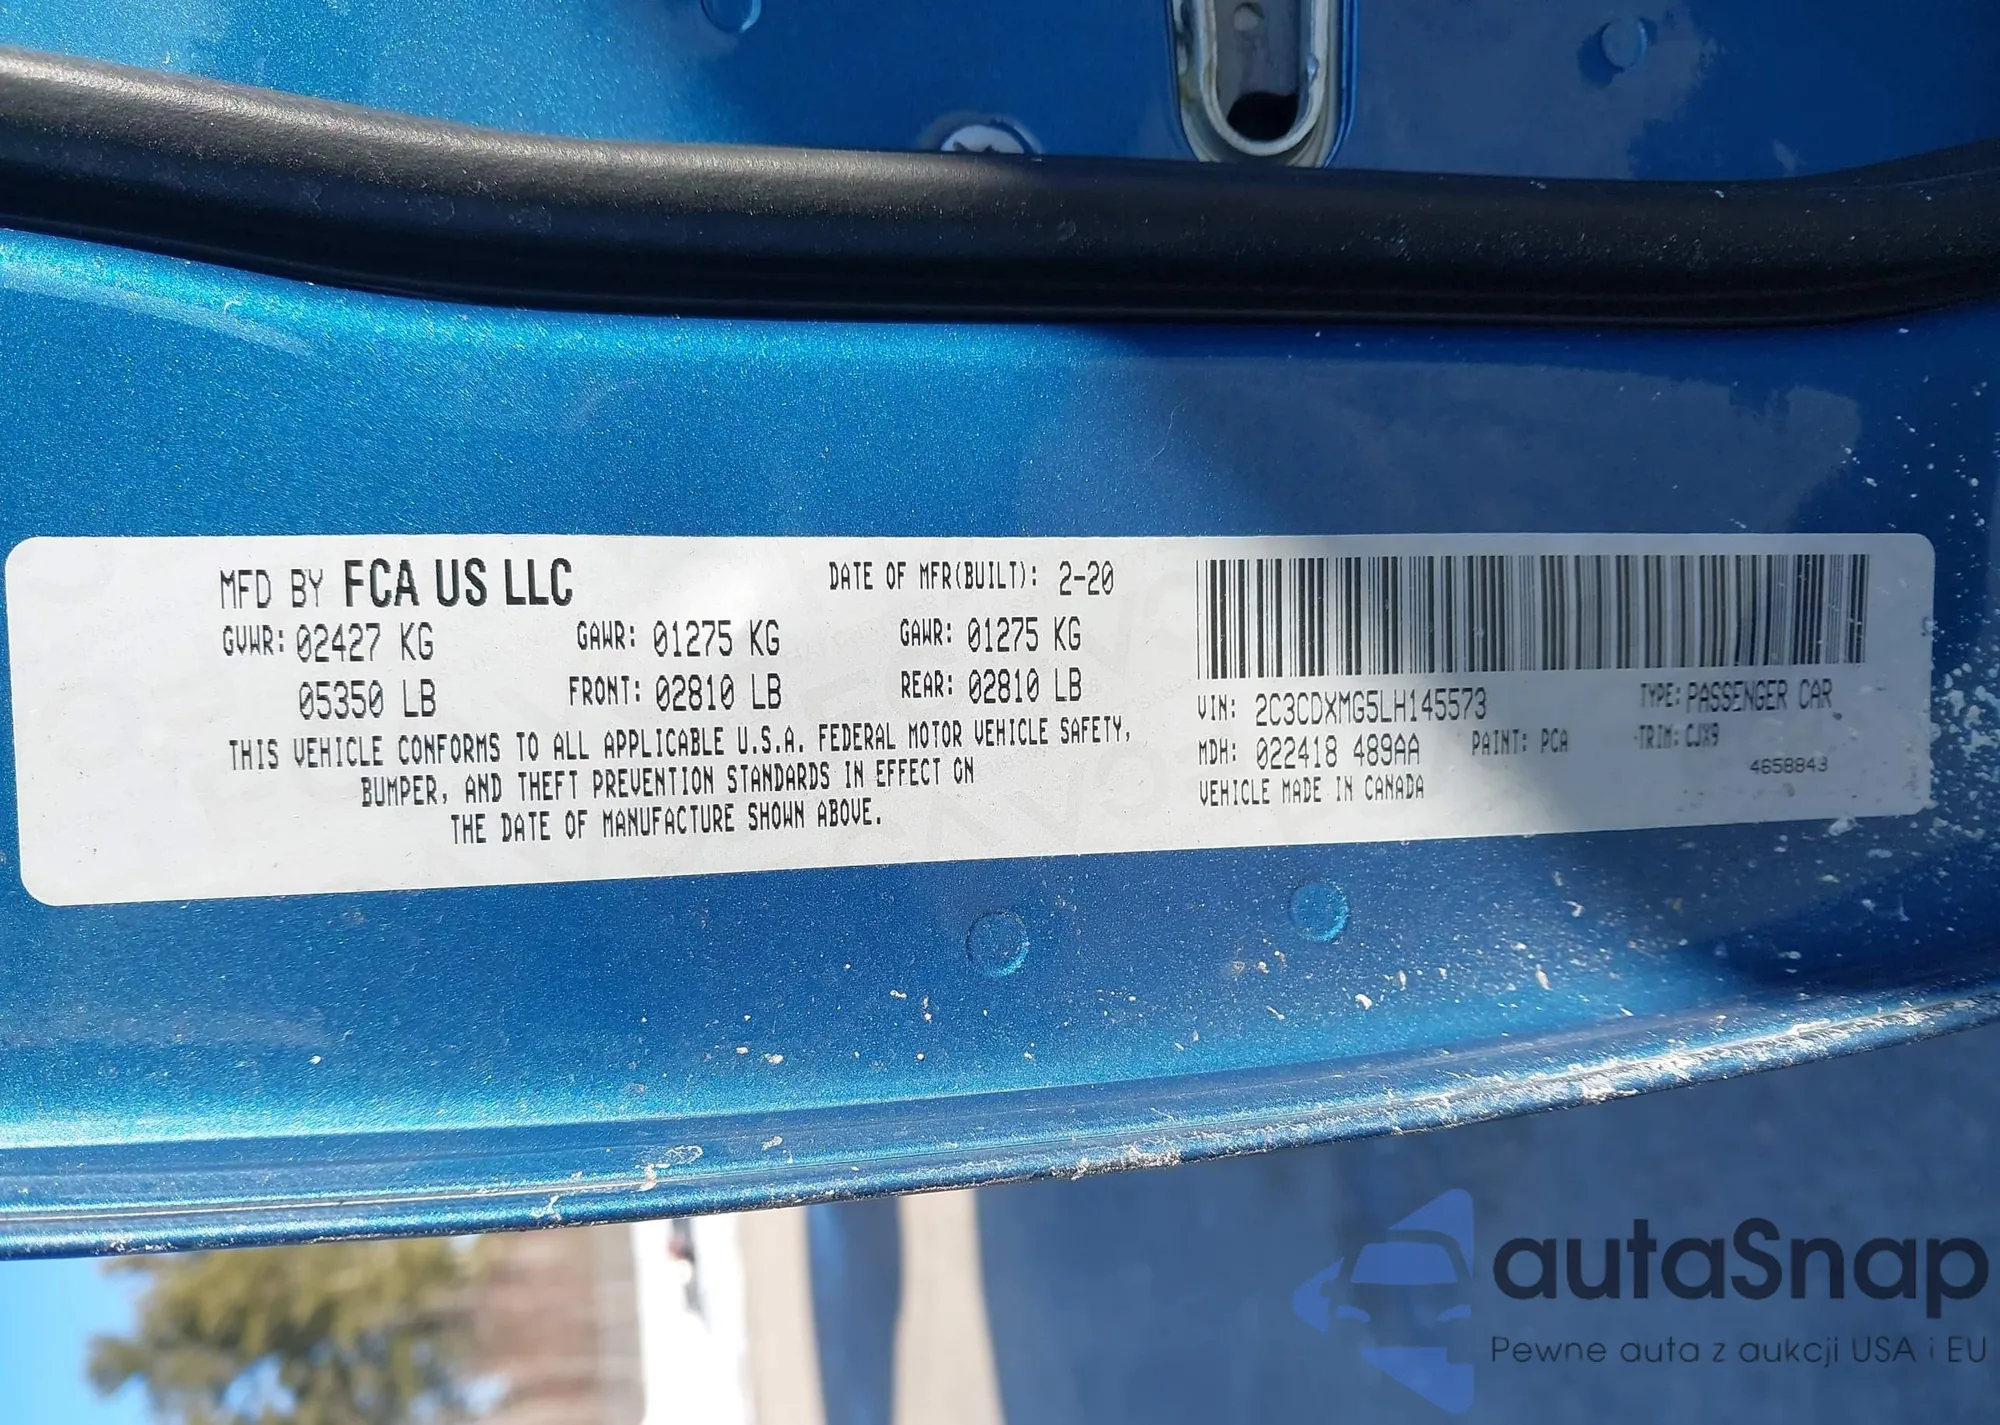 MFD BY FCA US LLC DATE OF MFR(BUILT): 2-20
GVWR: 02427 KG GAWR: 01275 KG GAWR: 01275 KG
05350 LB FRONT: 02810 LB REAR: 02810 LB
THIS VEHICLE CONFORMS TO ALL APPLICABLE U.S.A. FEDERAL MOTOR VEHICLE SAFETY,
BUMPER, AND THEFT PREVENTION STANDARDS IN EFFECT ON
THE DATE OF MANUFACTURE SHOWN ABOVE.
VIN: 2C3CDXMG5LH145573 TYPE: PASSENGER CAR
MDH: 022418 489AA PAINT: PCA TRIM: CJX9
VEHICLE MADE IN CANADA 4658843
autaSnap
Pewne auta z aukcji USA i EU